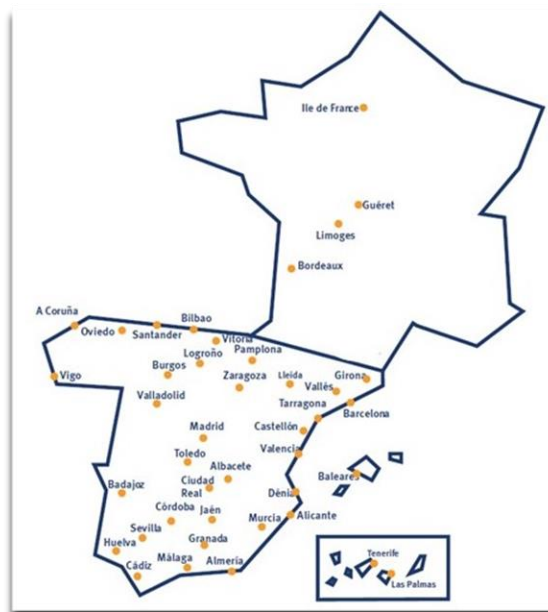 Ile de France
Guéret
Limoges
Bordeaux
A Coruña
Oviedo
Santander
Bilbao
Vitoria
Logroño
Pamplona
Burgos
Zaragoza
Lleida
Girona
Vallés
Vigo
Valladolid
Tarragona
Barcelona
Castellón
Madrid
Valencia
Toledo
Albacete
Baleares
Badajoz
Ciudad
Real
Dénia
Córdoba
Jaén
Murcia
Alicante
Sevilla
Huelva
Granada
Cádiz
Málaga
Almería
Tenerife
Las Palmas